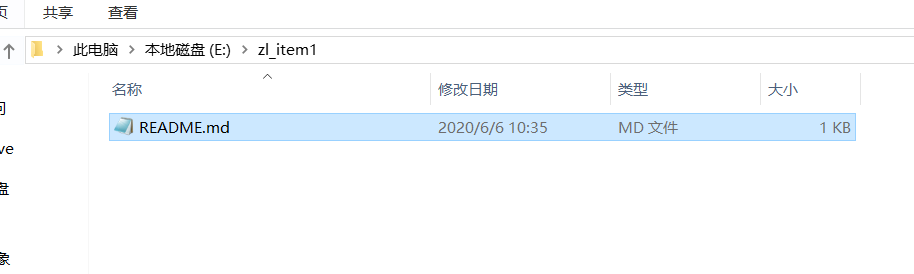 页 共享 查看
此电脑 本地磁盘 (E:) zl_item1
名称 修改日期 类型 大小
问
README.md 2020/6/6 10:35 MD 文件 1 KB
ve
盘
象